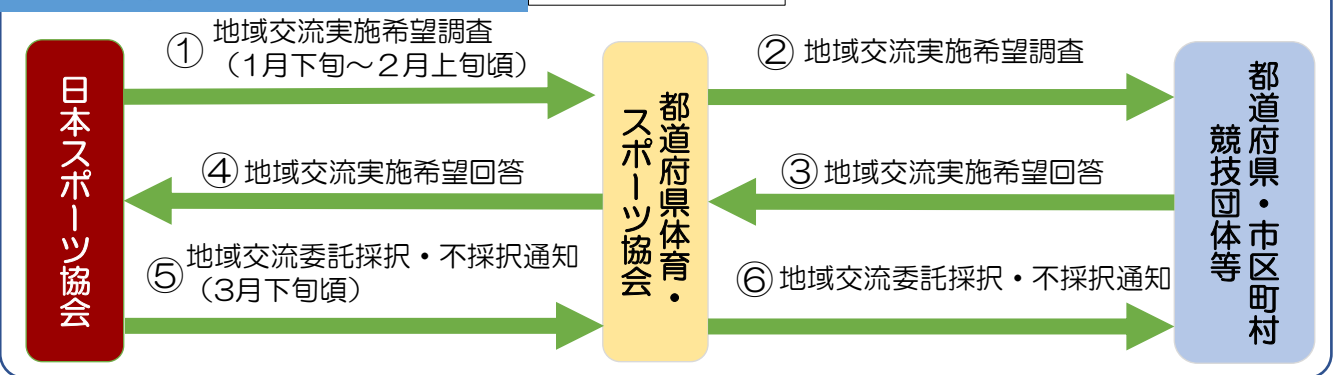 ① 地域交流実施希望調査
（1月下旬～2月上旬頃）
② 地域交流実施希望調査
日本スポーツ協会
都道府県体育・
スポーツ協会
都道府県・市区町村
競技団体等
④ 地域交流実施希望回答
③ 地域交流実施希望回答
⑤ 地域交流委託採択・不採択通知
（3月下旬頃）
⑥ 地域交流委託採択・不採択通知